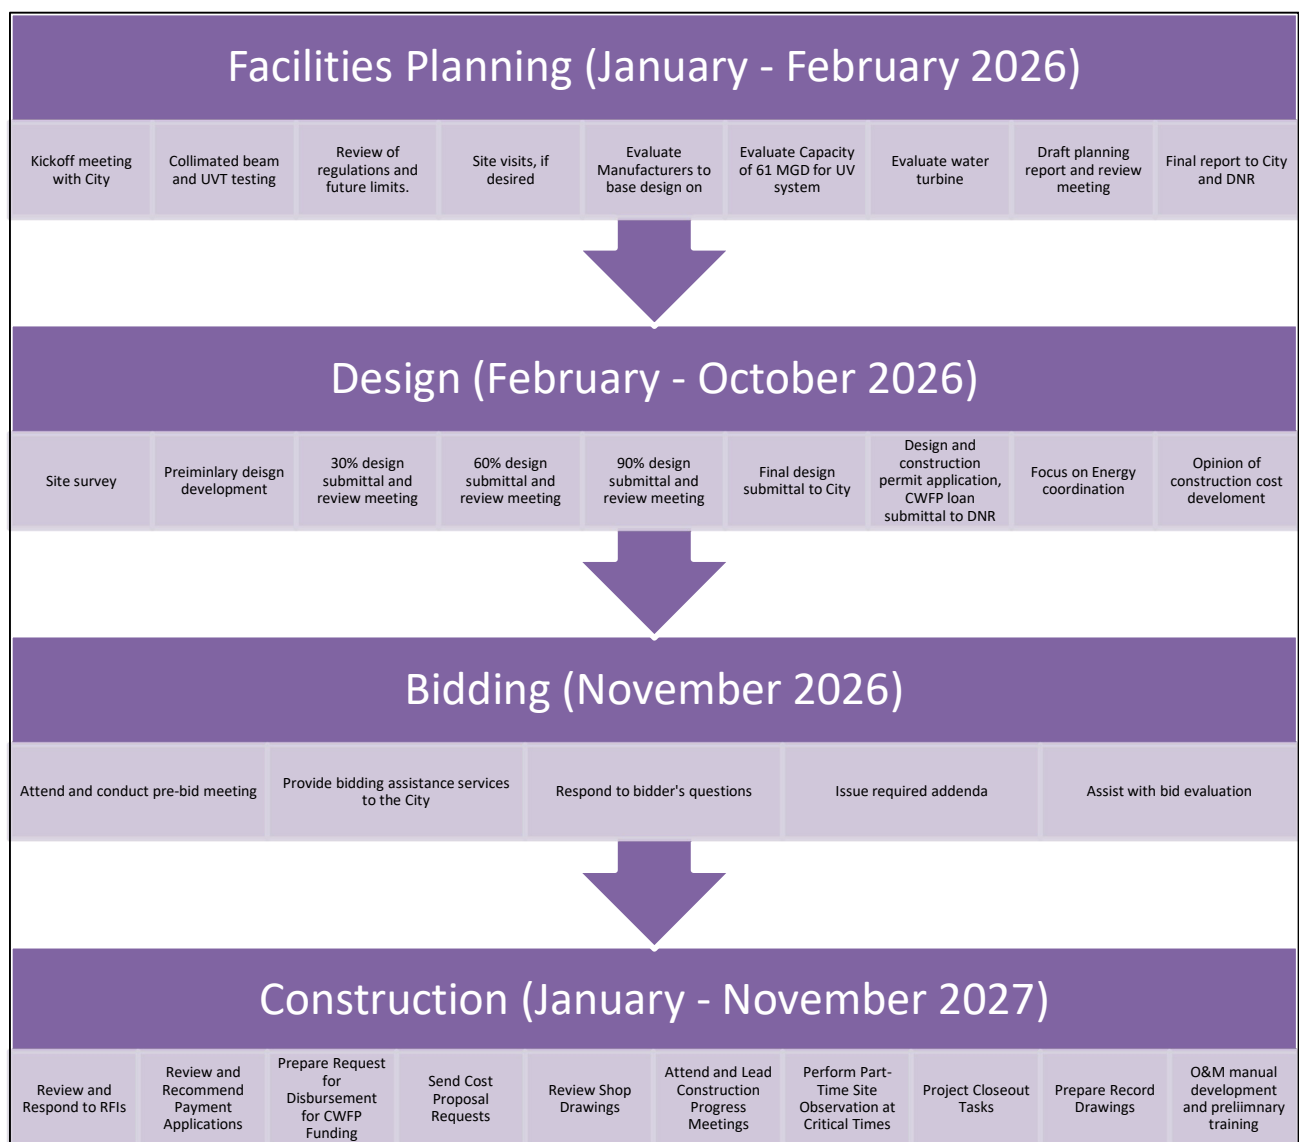 Facilities Planning (January - February 2026)
Kickoff meeting
with City
Collimated beam
and UVT testing
Review of
regulations and
future limits.
Site visits, if
desired
Evaluate
Manufacturers to
base design on
Evaluate Capacity
of 61 MGD for UV
system
Evaluate water
turbine
Draft planning
report and review
meeting
Final report to City
and DNR
Design (February - October 2026)
Site survey
Preiminlary deisgn
development
30% design
submittal and
review meeting
60% design
submittal and
review meeting
90% design
submittal and
review meeting
Final design
submittal to City
Design and
construction
permit application,
CWFP loan
submittal to DNR
Focus on Energy
coordination
Opinion of
construction cost
develoment
Bidding (November 2026)
Attend and conduct pre-bid meeting
Provide bidding assistance services
to the City
Respond to bidder's questions
Issue required addenda
Assist with bid evaluation
Construction (January - November 2027)
Review and
Respond to RFIs
Review and
Recommend
Payment
Applications
Prepare Request
for
Disbursement
for CWFP
Funding
Send Cost
Proposal
Requests
Review Shop
Drawings
Attend and Lead
Construction
Progress
Meetings
Perform Part-
Time Site
Observation at
Critical Times
Project Closeout
Tasks
Prepare Record
Drawings
O&M manual
development
and preliimnary
training